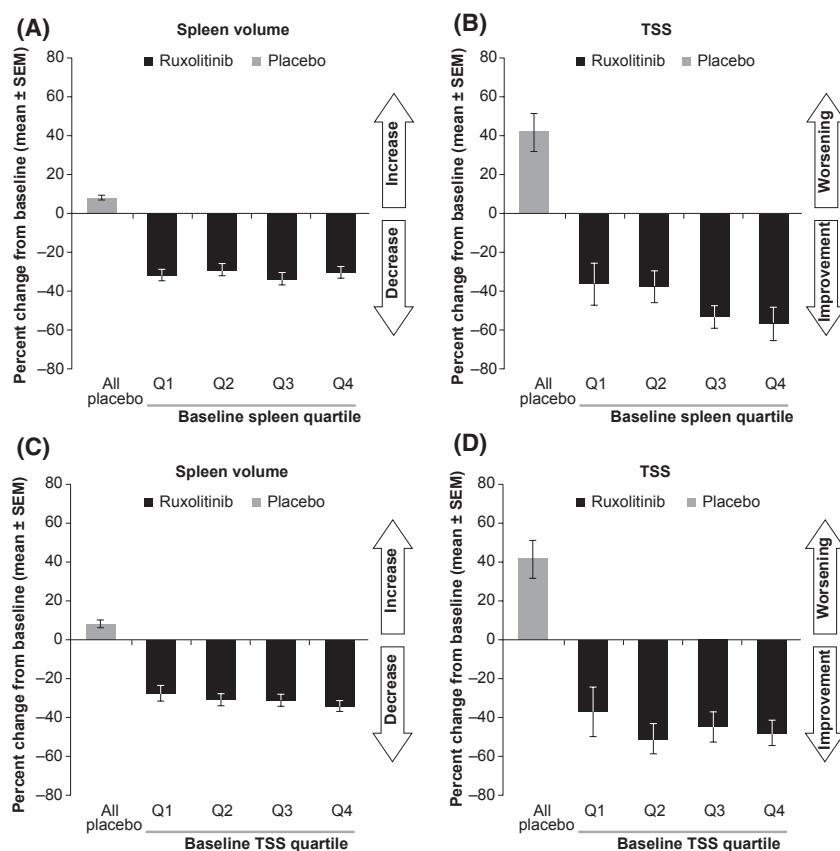 (A)
Spleen volume
Ruxolitinib Placebo
Percent change from baseline (mean ± SEM)
80
60
40
20
0
–20
–40
–60
–80
Increase
Decrease
All placebo
Q1 Q2 Q3 Q4
Baseline spleen quartile
(B)
TSS
Ruxolitinib Placebo
Percent change from baseline (mean ± SEM)
80
60
40
20
0
–20
–40
–60
–80
Worsening
Improvement
All placebo
Q1 Q2 Q3 Q4
Baseline spleen quartile
(C)
Spleen volume
Ruxolitinib Placebo
Percent change from baseline (mean ± SEM)
80
60
40
20
0
–20
–40
–60
–80
Increase
Decrease
All placebo
Q1 Q2 Q3 Q4
Baseline TSS quartile
(D)
TSS
Ruxolitinib Placebo
Percent change from baseline (mean ± SEM)
80
60
40
20
0
–20
–40
–60
–80
Worsening
Improvement
All placebo
Q1 Q2 Q3 Q4
Baseline TSS quartile